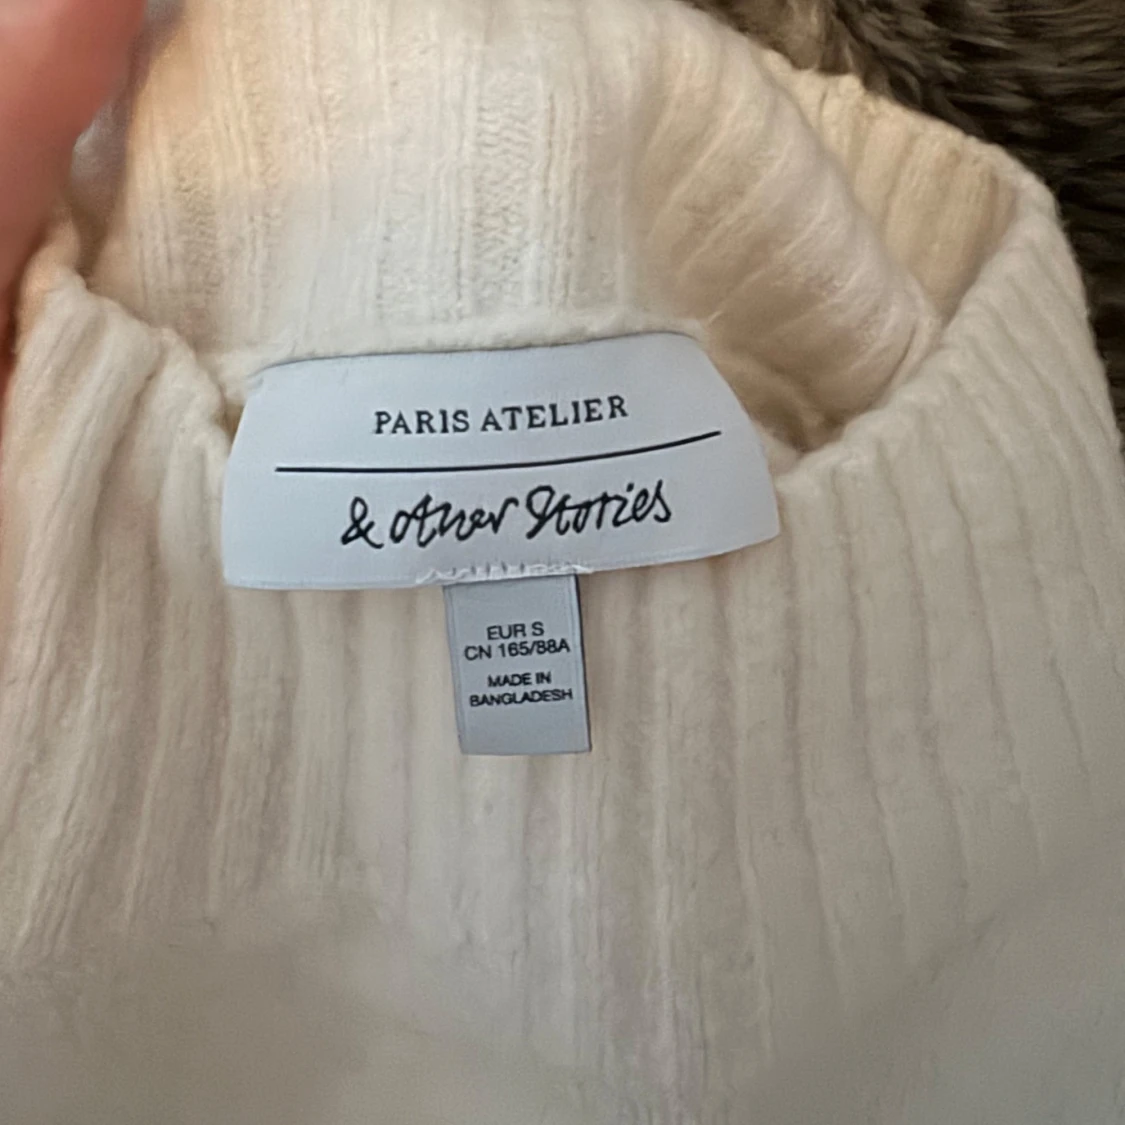 PARIS ATELIER
& other Stories
EUR S
CN 165/88A
MADE IN
BANGLADESH